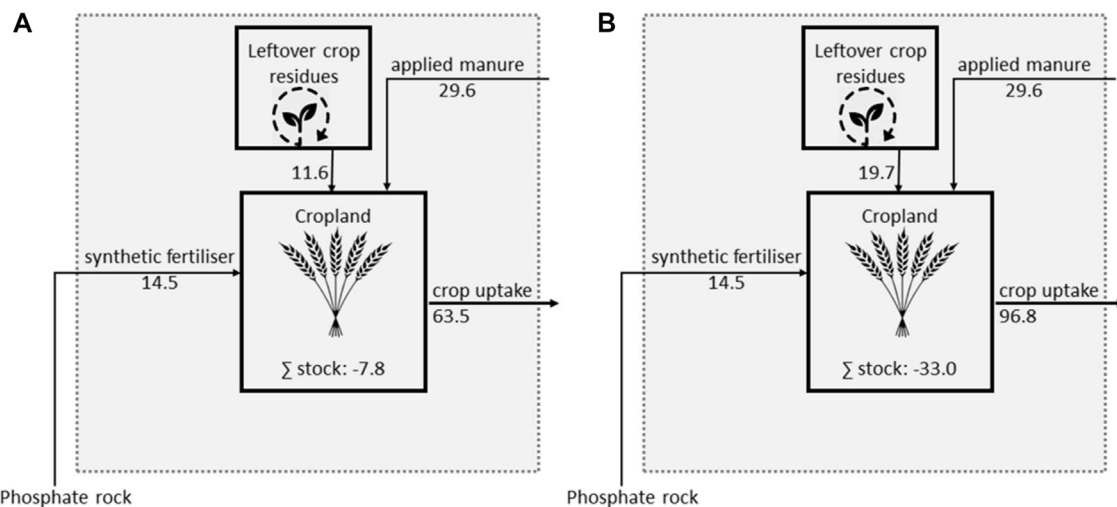 A
Leftover crop
residues
applied manure
29.6
11.6
Cropland
synthetic fertiliser
14.5
crop uptake
63.5
∑ stock: -7.8
Phosphate rock
B
Leftover crop
residues
applied manure
29.6
19.7
Cropland
synthetic fertiliser
14.5
crop uptake
96.8
∑ stock: -33.0
Phosphate rock